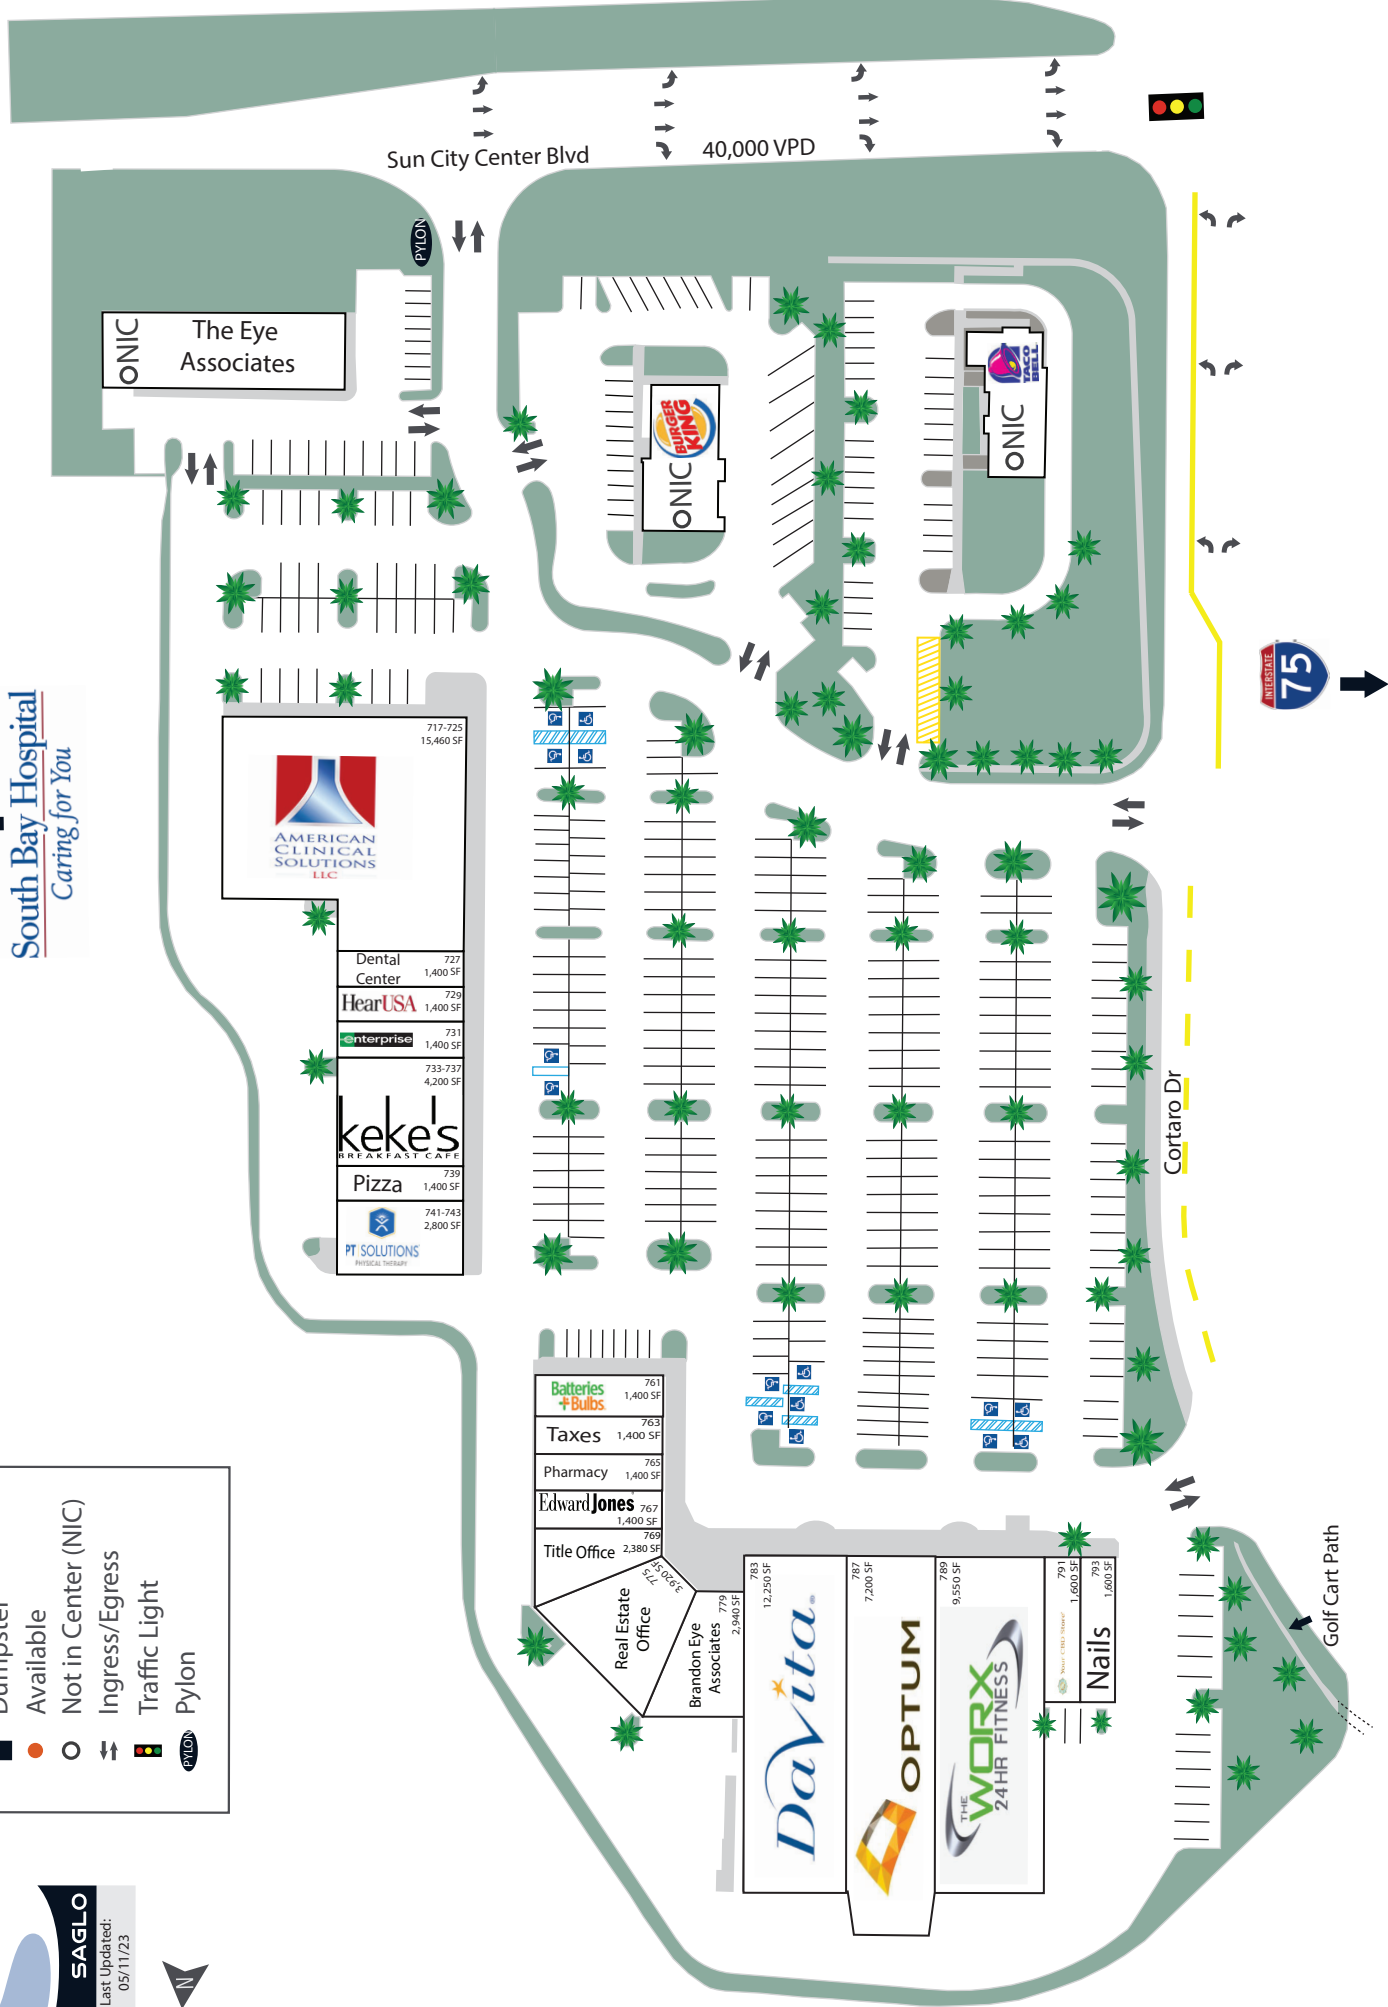 Sun City Center Blvd
40,000 VPD
PYLON
NIC
The Eye
Associates
NIC
BURGER
KING
NIC
TACO
BELL
INTERSTATE
75
South Bay Hospital
Caring for You
717-725
15,460 SF
AMERICAN
CLINICAL
SOLUTIONS
LLC
Dental
Center
727
1,400 SF
HearUSA
729
1,400 SF
enterprise
731
1,400 SF
733-737
4,200 SF
keke's
BREAKFAST CAFE
Pizza
739
1,400 SF
741-743
2,800 SF
PT SOLUTIONS
PHYSICAL THERAPY
Cortaro Dr
Batteries
+Bulbs
761
1,400 SF
Taxes
763
1,400 SF
Pharmacy
765
1,400 SF
Edward Jones
767
1,400 SF
Title Office
769
2,380 SF
Real Estate
Office
775
3,920 SF
Brandon Eye
Associates
779
2,940 SF
783
12,250 SF
DaVita
787
7,200 SF
OPTUM
789
9,550 SF
THE
WORX
24HR FITNESS
791
1,600 SF
Nails
793
1,600 SF
Golf Cart Path
Available
Not in Center (NIC)
Ingress/Egress
Traffic Light
PYLON Pylon
SAGLO
Last Updated:
05/11/23
N